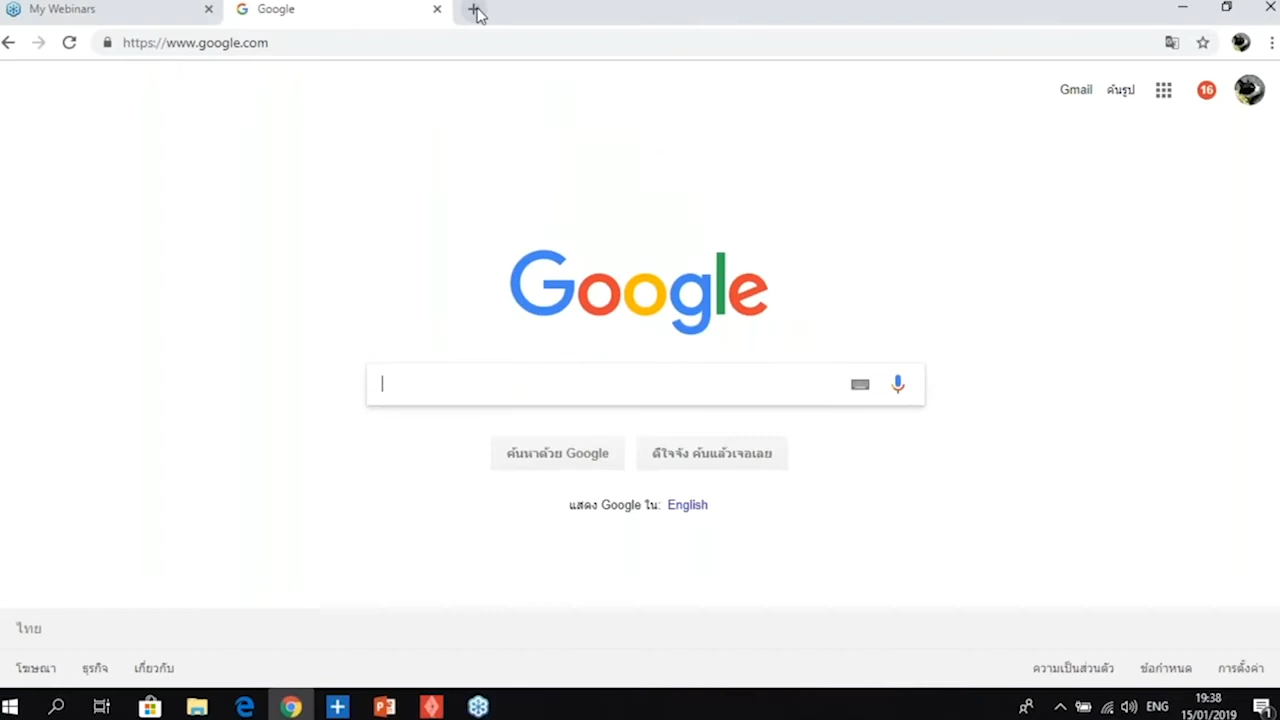 My Webinars
Google
https://www.google.com
Gmail ค้นรูป 16
Google
ค้นหาด้วย Google ดีใจจัง ค้นแล้วเจอเลย
แสดง Google ใน: English
ไทย
โฆษณา ธุรกิจ เกี่ยวกับ ความเป็นส่วนตัว ข้อกำหนด การตั้งค่า
ENG
19:38
15/01/2019